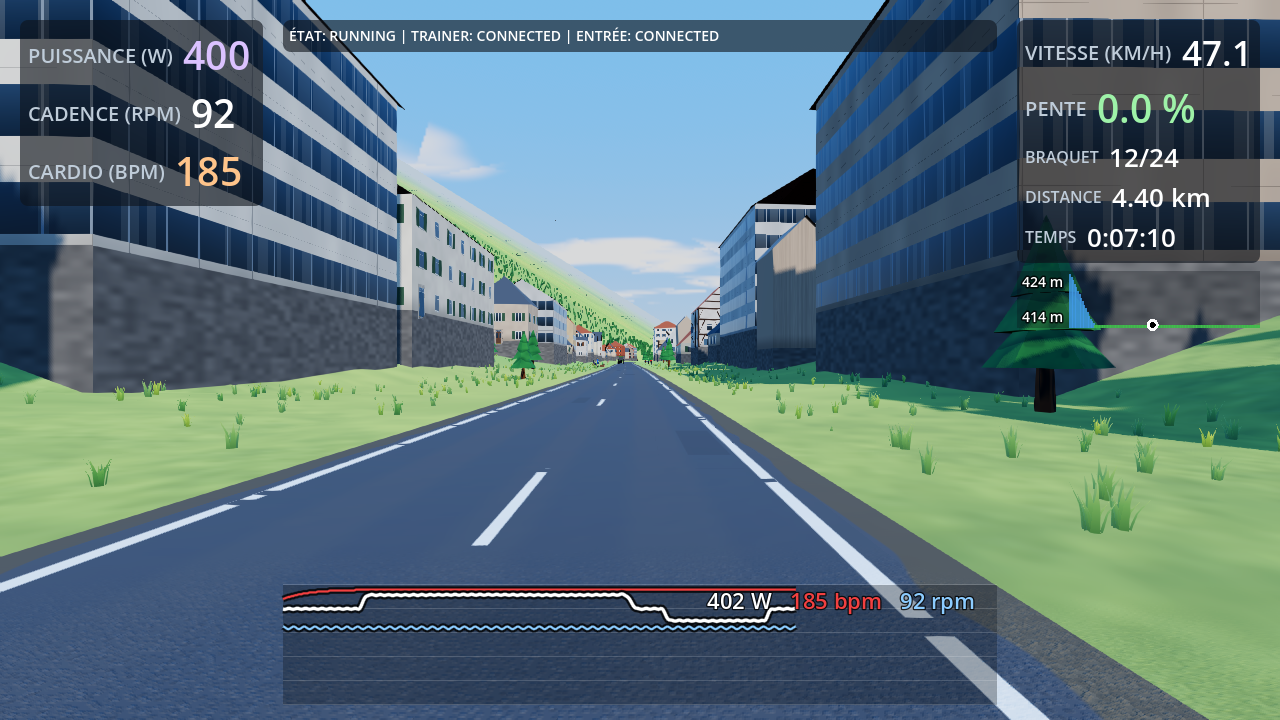 PUISSANCE (W) 400
CADENCE (RPM) 92
CARDIO (BPM) 185
ÉTAT: RUNNING | TRAINER: CONNECTED | ENTRÉE: CONNECTED
VITESSE (KM/H) 47.1
PENTE 0.0 %
BRAQUET 12/24
DISTANCE 4.40 km
TEMPS 0:07:10
424 m
414 m
402 W 185 bpm 92 rpm